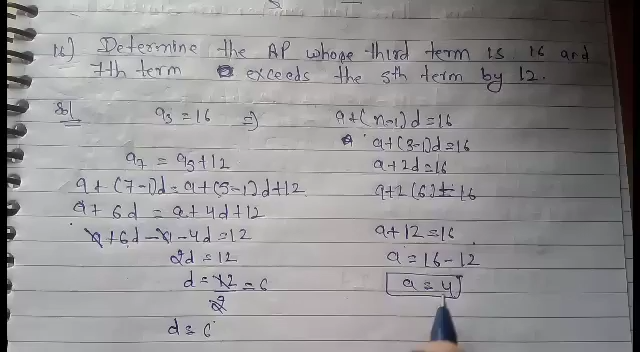 16) Determine the AP whose third term is 16 and
7th term exceeds the 5th term by 12.
Sol
a3 = 16 ⇒
a7 = a5 + 12
a + (7-1)d = a + (5-1)d + 12
a + 6d = a + 4d + 12
a + 6d - a - 4d = 12
2d = 12
d = 12/2 = 6
d = 6
a + (n-1)d = 16
a + (3-1)d = 16
a + 2d = 16
a + 2(6) = 16
a + 12 = 16
a = 16 - 12
a = 4